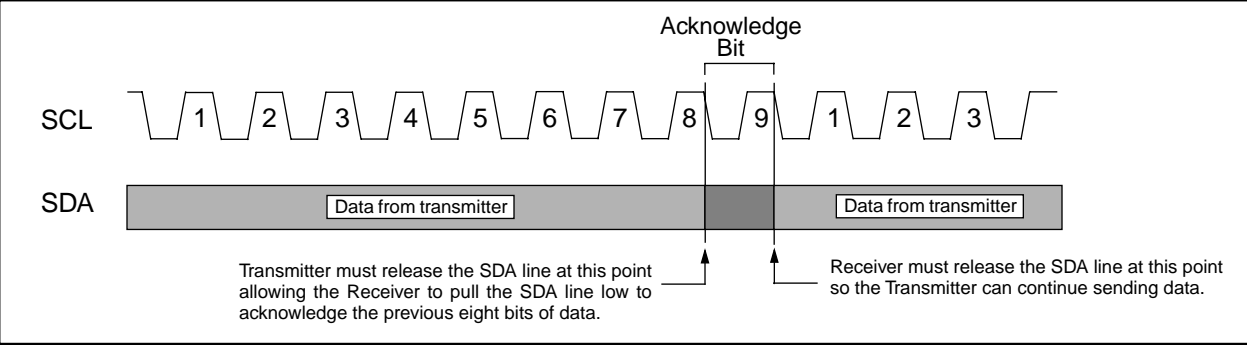 Acknowledge
Bit
SCL 1 2 3 4 5 6 7 8 9 1 2 3
SDA Data from transmitter Data from transmitter
Transmitter must release the SDA line at this point
allowing the Receiver to pull the SDA line low to
acknowledge the previous eight bits of data.
Receiver must release the SDA line at this point
so the Transmitter can continue sending data.